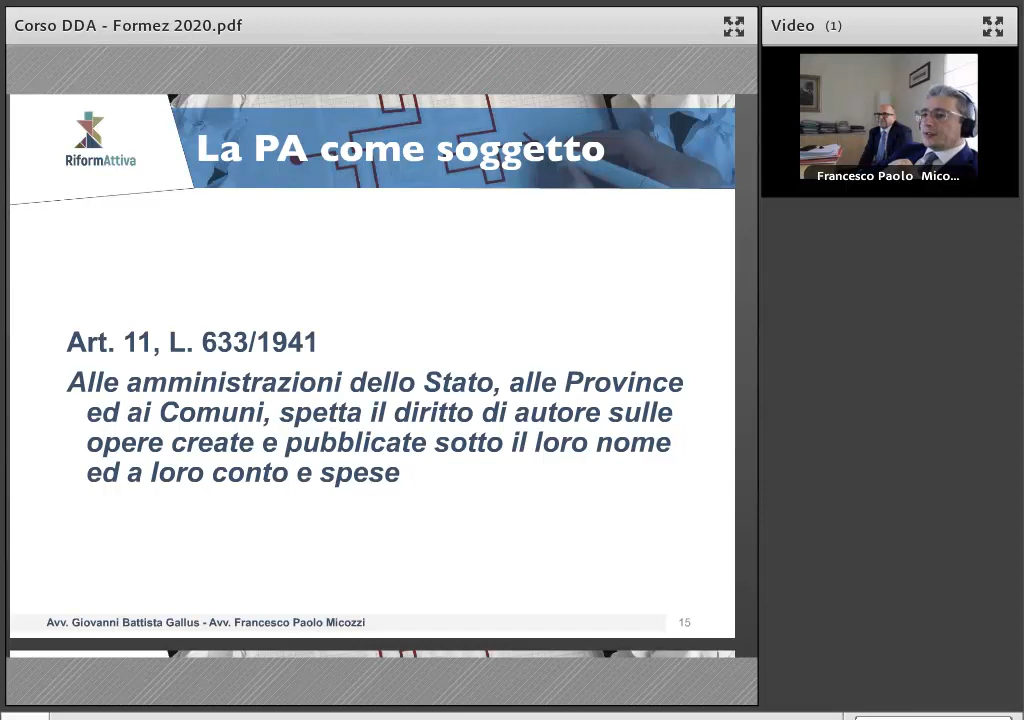 Corso DDA - Formez 2020.pdf
Video (1)
RiformAttiva
La PA come soggetto
Francesco Paolo Mico...
Art. 11, L. 633/1941
Alle amministrazioni dello Stato, alle Province
ed ai Comuni, spetta il diritto di autore sulle
opere create e pubblicate sotto il loro nome
ed a loro conto e spese
Avv. Giovanni Battista Gallus - Avv. Francesco Paolo Micozzi
15